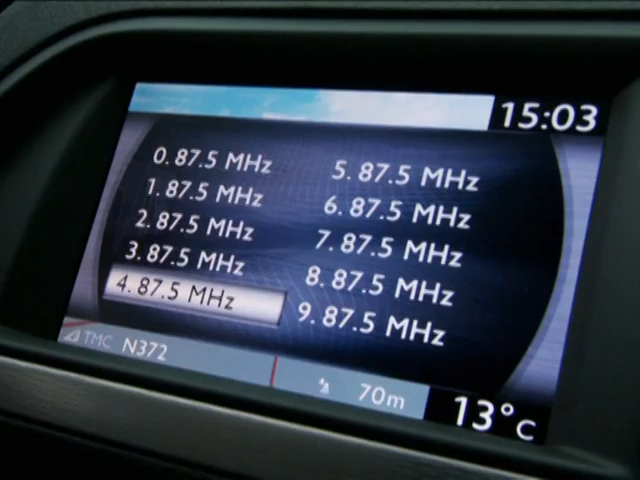 15:03
0. 87.5 MHz
1. 87.5 MHz
2. 87.5 MHz
3. 87.5 MHz
4. 87.5 MHz
5. 87.5 MHz
6. 87.5 MHz
7. 87.5 MHz
8. 87.5 MHz
9. 87.5 MHz
TMC N372
70m
13°C